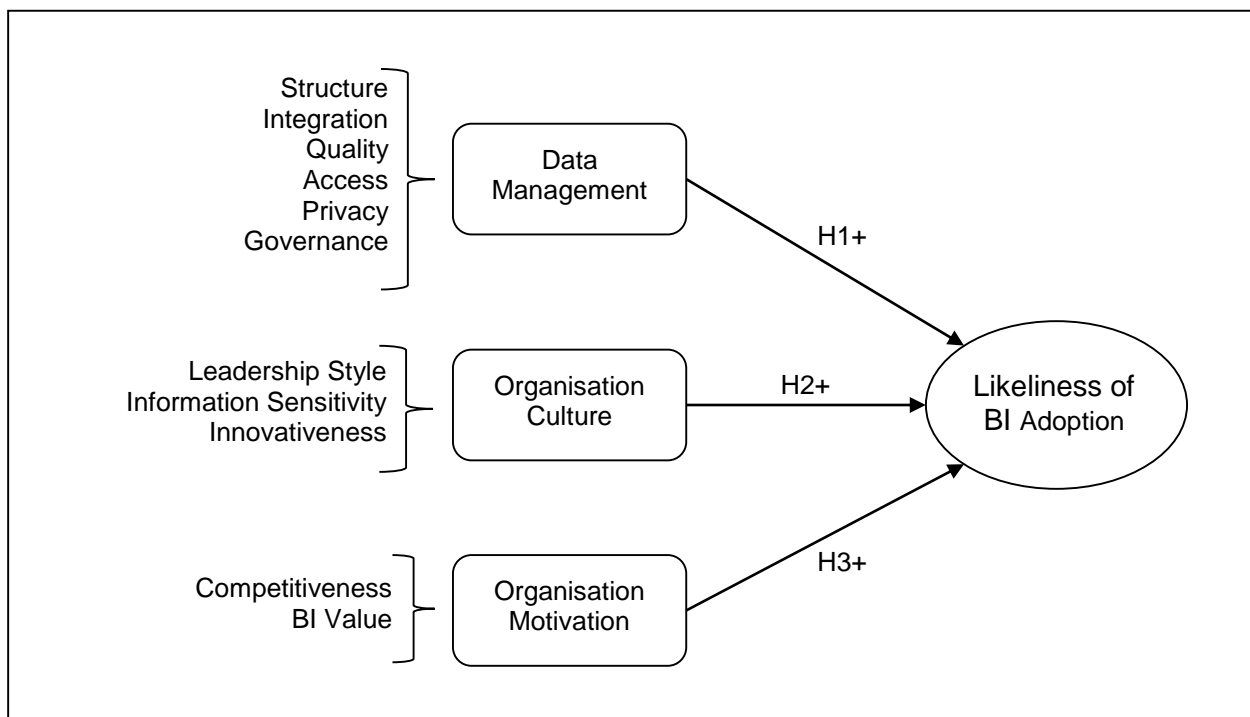 Structure
Integration
Quality
Access
Privacy
Governance
Data
Management
H1+
Leadership Style
Information Sensitivity
Innovativeness
Organisation
Culture
H2+
Likeliness of
BI Adoption
Competitiveness
BI Value
Organisation
Motivation
H3+